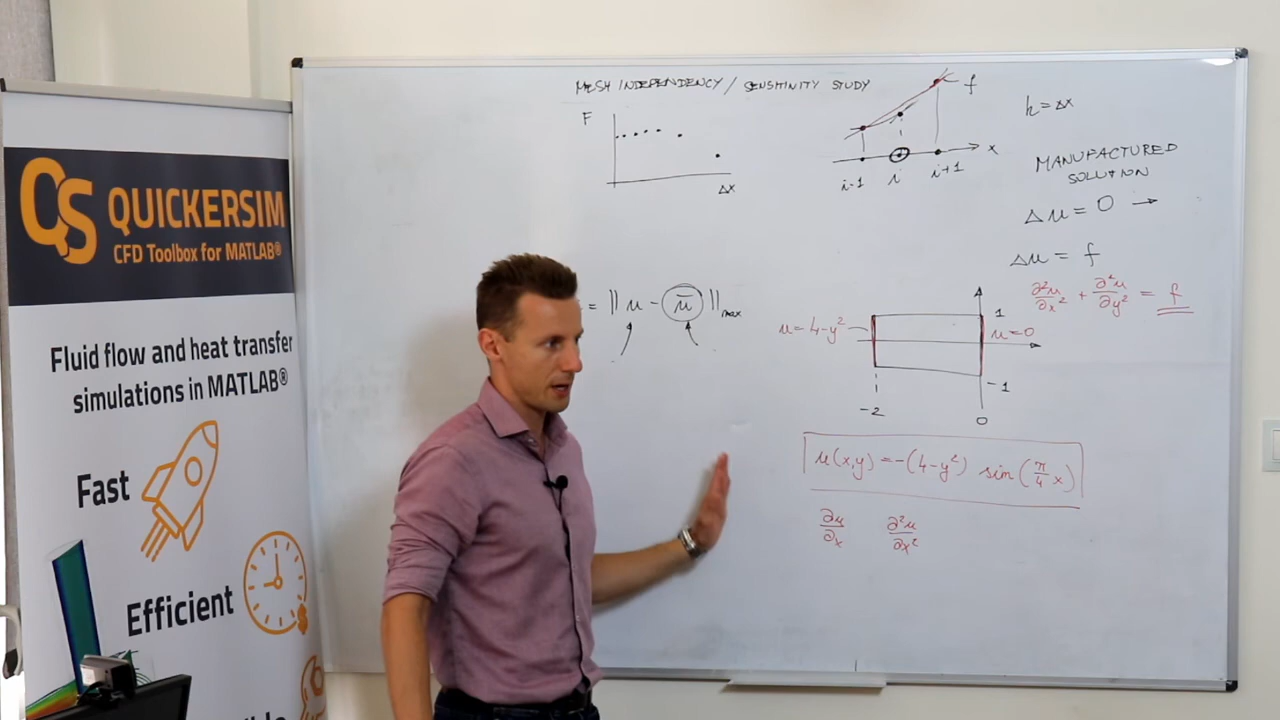 QS QUICKERSIM
CFD Toolbox for MATLAB®
Fluid flow and heat transfer
simulations in MATLAB®
Fast
Efficient
MESH INDEPENDENCY / SENSITIVITY STUDY
F
Δx
f
x
i-1 i i+1
h = Δx
MANUFACTURED
SOLUTION
Δu = 0 →
Δu = f
∂²u/∂x² + ∂²u/∂y² = f
= || u - ū ||max
u = 4-y²
1
u=0
-1
-2
0
u(x,y) = -(4-y²) sin(π/4 x)
∂u/∂x ∂²u/∂x²